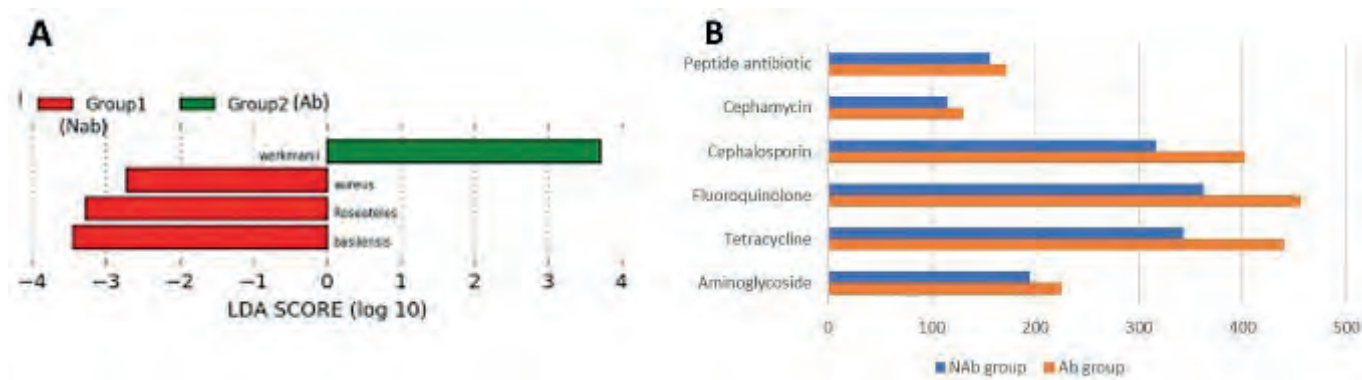 A
Group1 Group2 (Ab)
(Nab)
werkmanii
aureus
Roseateles
basilensis
−4 −3 −2 −1 0 1 2 3 4
LDA SCORE (log 10)
B
Peptide antibiotic
Cephamycin
Cephalosporin
Fluoroquinolone
Tetracycline
Aminoglycoside
0 100 200 300 400 500
NAb group Ab group